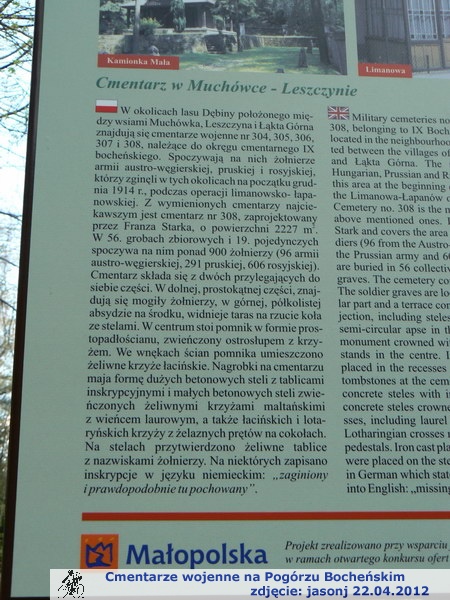 Kamionka Mała
Limanowa
Cmentarz w Muchówce - Leszczynie
W okolicach lasu Dębiny położonego mię-
dzy wsiami Muchówka, Leszczyna i Łąkta Górna
znajdują się cmentarze wojenne nr 304, 305, 306,
307 i 308, należące do okręgu cmentarnego IX
bocheńskiego. Spoczywają na nich żołnierze
armii austro-węgierskiej, pruskiej i rosyjskiej,
którzy zginęli w tych okolicach na początku grud-
nia 1914 r., podczas operacji limanowsko- łapa-
nowskiej. Z wymienionych cmentarzy najcie-
kawszym jest cmentarz nr 308, zaprojektowany
przez Franza Starka, o powierzchni 2227 m².
W 56. grobach zbiorowych i 19. pojedynczych
spoczywa na nim ponad 900 żołnierzy (96 armii
austro-węgierskiej, 291 pruskiej, 606 rosyjskiej).
Cmentarz składa się z dwóch przylegających do
siebie części. W dolnej, prostokątnej części, znaj-
dują się mogiły żołnierzy, w górnej, półkolistej
absydzie na środku, widnieje taras na rzucie koła
ze stelami. W centrum stoi pomnik w formie pros-
topadłościanu, zwieńczony ostrosłupem z krzy-
żem. We wnękach ścian pomnika umieszczono
żeliwne krzyże łacińskie. Nagrobki na cmentarzu
maja formę dużych betonowych steli z tablicami
inskrypcyjnymi i małych betonowych steli zwie-
ńczonych żeliwnymi krzyżami maltańskimi
z wieńcem laurowym, a także łacińskich i lota-
ryńskich krzyży z żelaznych prętów na cokołach.
Na stelach przytwierdzono żeliwne tablice
z nazwiskami żołnierzy. Na niektórych zapisano
inskrypcje w języku niemieckim: „zaginiony
i prawdopodobnie tu pochowany”.
Military cemeteries no
308, belonging to IX Boch
located in the neighbourhoo
ted between the villages of
and Łąkta Górna. The
Hungarian, Prussian and R
this area at the beginning
the Limanowa-Łapanów o
Cemetery no. 308 is the m
above mentioned ones. I
Stark and covers the area
diers (96 from the Austro-
the Prussian army and 6
are buried in 56 collectiv
graves. The cemetery co
The soldier graves are loc
lar part and a terrace con
jection, including steles
semi-circular apse in t
monument crowned wit
stands in the centre. I
placed in the recesses
tombstones at the cem
concrete steles with i
concrete steles crowne
sses, including laurel
Lotharingian crosses m
pedestals. Iron cast pla
were placed on the ste
in German which stat
into English: „missing
Małopolska
Projekt zrealizowano przy wsparciu
w ramach otwartego konkursu ofert
Cmentarze wojenne na Pogórzu Bocheńskim
zdjęcie: jasonj 22.04.2012